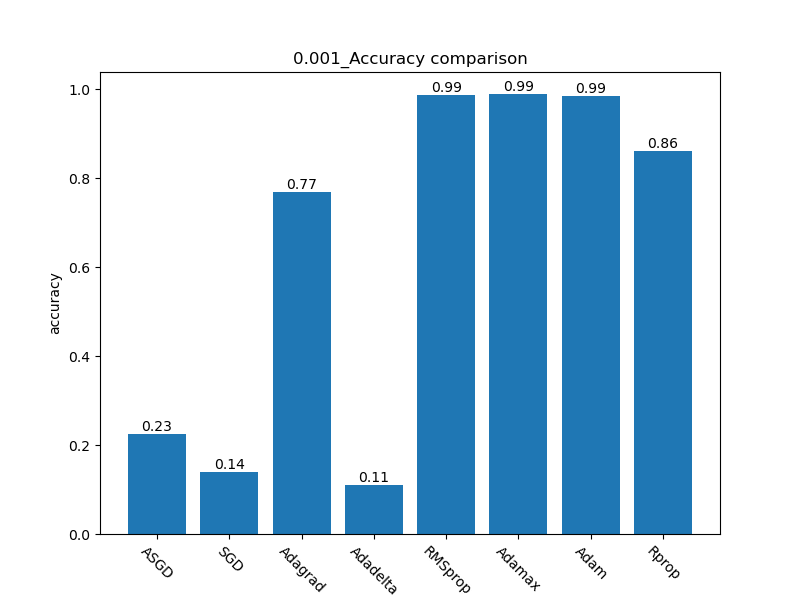 0.001_Accuracy comparison
accuracy
1.0
0.8
0.6
0.4
0.2
0.0
0.23
0.14
0.77
0.11
0.99
0.99
0.99
0.86
ASGD
SGD
Adagrad
Adadelta
RMSprop
Adamax
Adam
Rprop